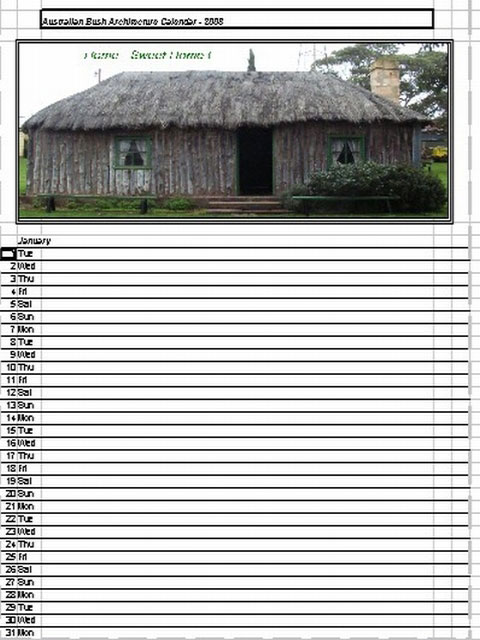 Australian Bush Architecture Calendar - 2008
Home Sweet Home !
January
Tue
2 Wed
3 Thu
4 Fri
5 Sat
6 Sun
7 Mon
8 Tue
9 Wed
10 Thu
11 Fri
12 Sat
13 Sun
14 Mon
15 Tue
16 Wed
17 Thu
18 Fri
19 Sat
20 Sun
21 Mon
22 Tue
23 Wed
24 Thu
25 Fri
26 Sat
27 Sun
28 Mon
29 Tue
30 Wed
31 Mon